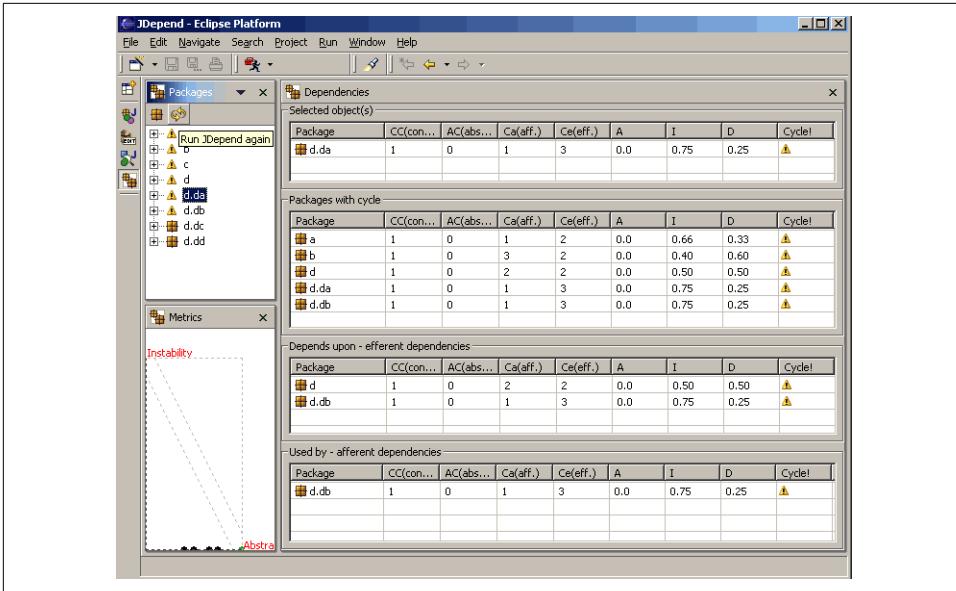 JDepend - Eclipse Platform
File Edit Navigate Search Project Run Window Help
Packages
Run JDepend again
b
c
d
d.da
d.db
d.dc
d.dd
Metrics
Instability
Abstra
Dependencies
Selected object(s)
Package CC(con... AC(abs... Ca(aff.) Ce(eff.) A I D Cycle!
d.da 1 0 1 3 0.0 0.75 0.25
Packages with cycle
Package CC(con... AC(abs... Ca(aff.) Ce(eff.) A I D Cycle!
a 1 0 1 2 0.0 0.66 0.33
b 1 0 3 2 0.0 0.40 0.60
d 1 0 2 2 0.0 0.50 0.50
d.da 1 0 1 3 0.0 0.75 0.25
d.db 1 0 1 3 0.0 0.75 0.25
Depends upon - efferent dependencies
Package CC(con... AC(abs... Ca(aff.) Ce(eff.) A I D Cycle!
d 1 0 2 2 0.0 0.50 0.50
d.db 1 0 1 3 0.0 0.75 0.25
Used by - afferent dependencies
Package CC(con... AC(abs... Ca(aff.) Ce(eff.) A I D Cycle!
d.db 1 0 1 3 0.0 0.75 0.25